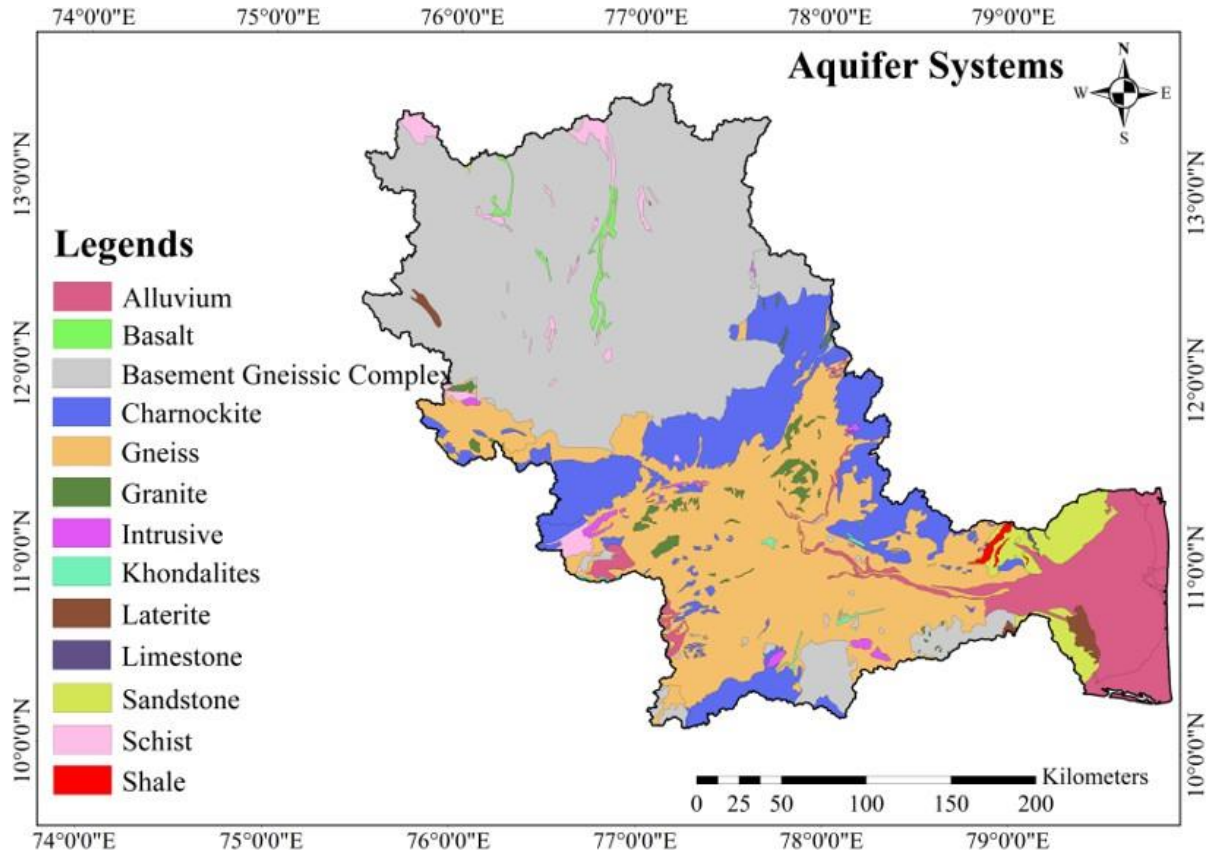 74°0'0"E 75°0'0"E 76°0'0"E 77°0'0"E 78°0'0"E 79°0'0"E
Aquifer Systems
N
W E
S
13°0'0"N
12°0'0"N
11°0'0"N
10°0'0"N
13°0'0"N
12°0'0"N
11°0'0"N
10°0'0"N
Legends
Alluvium
Basalt
Basement Gneissic Complex
Charnockite
Gneiss
Granite
Intrusive
Khondalites
Laterite
Limestone
Sandstone
Schist
Shale
Kilometers
0 25 50 100 150 200
74°0'0"E 75°0'0"E 76°0'0"E 77°0'0"E 78°0'0"E 79°0'0"E